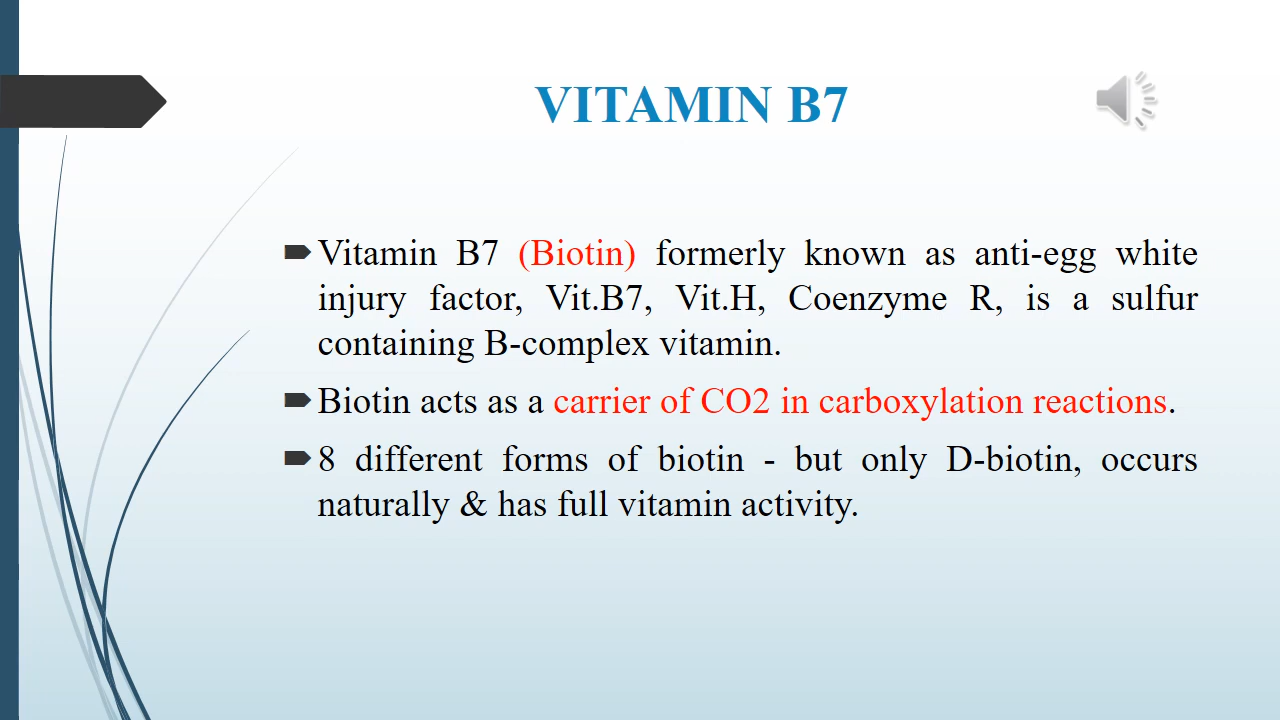 VITAMIN B7
Vitamin B7 (Biotin) formerly known as anti-egg white
injury factor, Vit.B7, Vit.H, Coenzyme R, is a sulfur
containing B-complex vitamin.
Biotin acts as a carrier of CO2 in carboxylation reactions.
8 different forms of biotin - but only D-biotin, occurs
naturally & has full vitamin activity.